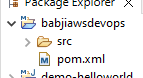 Package Explorer
babjiawsdevops
src
pom.xml
demo-helloworld